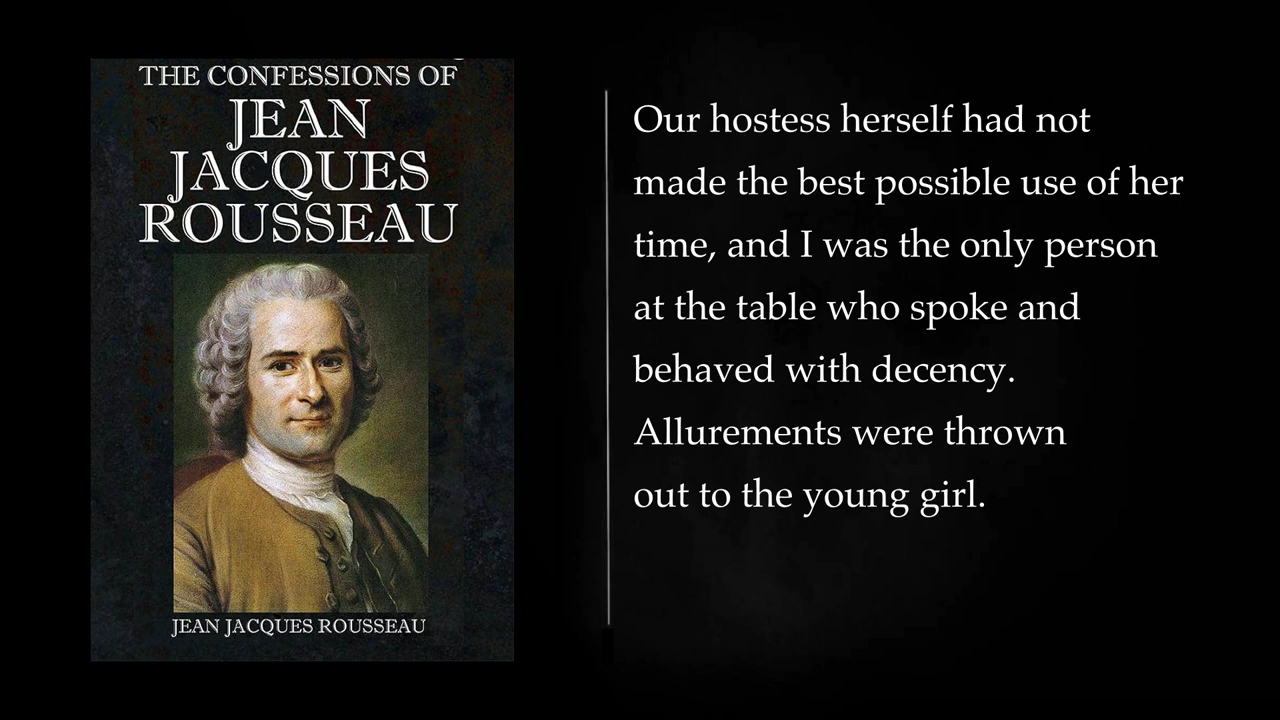 THE CONFESSIONS OF
JEAN
JACQUES
ROUSSEAU
JEAN JACQUES ROUSSEAU
Our hostess herself had not
made the best possible use of her
time, and I was the only person
at the table who spoke and
behaved with decency.
Allurements were thrown
out to the young girl.